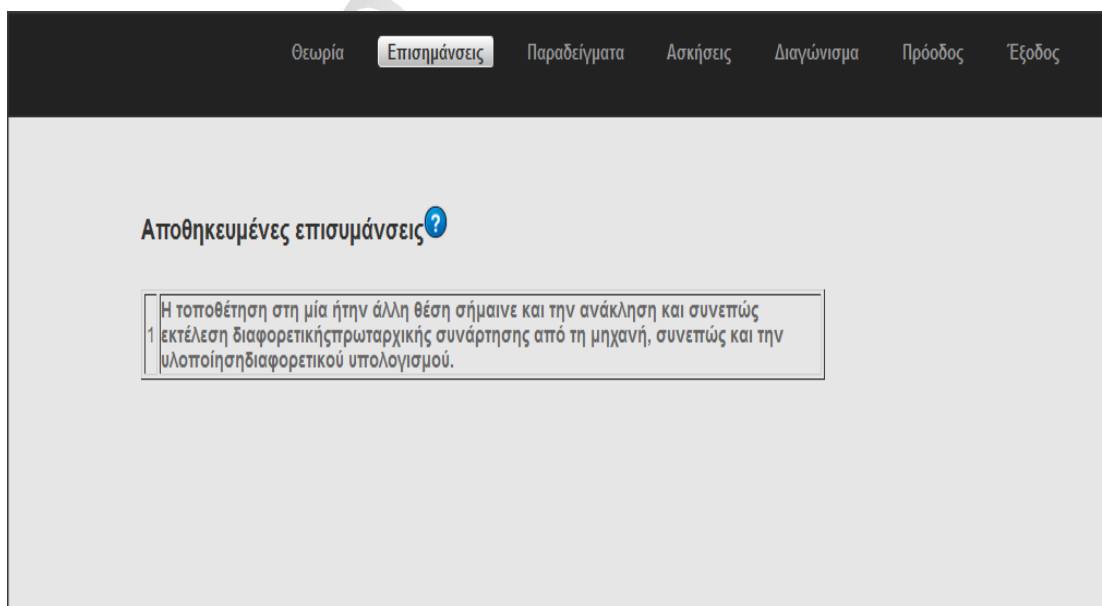 Θεωρία Επισημάνσεις Παραδείγματα Ασκήσεις Διαγώνισμα Πρόοδος Έξοδος
Αποθηκευμένες επισυμάνσεις?
Η τοποθέτηση στη μία ήτην άλλη θέση σήμαινε και την ανάκληση και συνεπώς
1 εκτέλεση διαφορετικήςπρωταρχικής συνάρτησης από τη μηχανή, συνεπώς και την
υλοποίησηδιαφορετικού υπολογισμού.